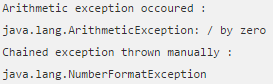 Arithmetic exception occoured :
java.lang.ArithmeticException: / by zero
Chained exception thrown manually :
java.lang.NumberFormatException